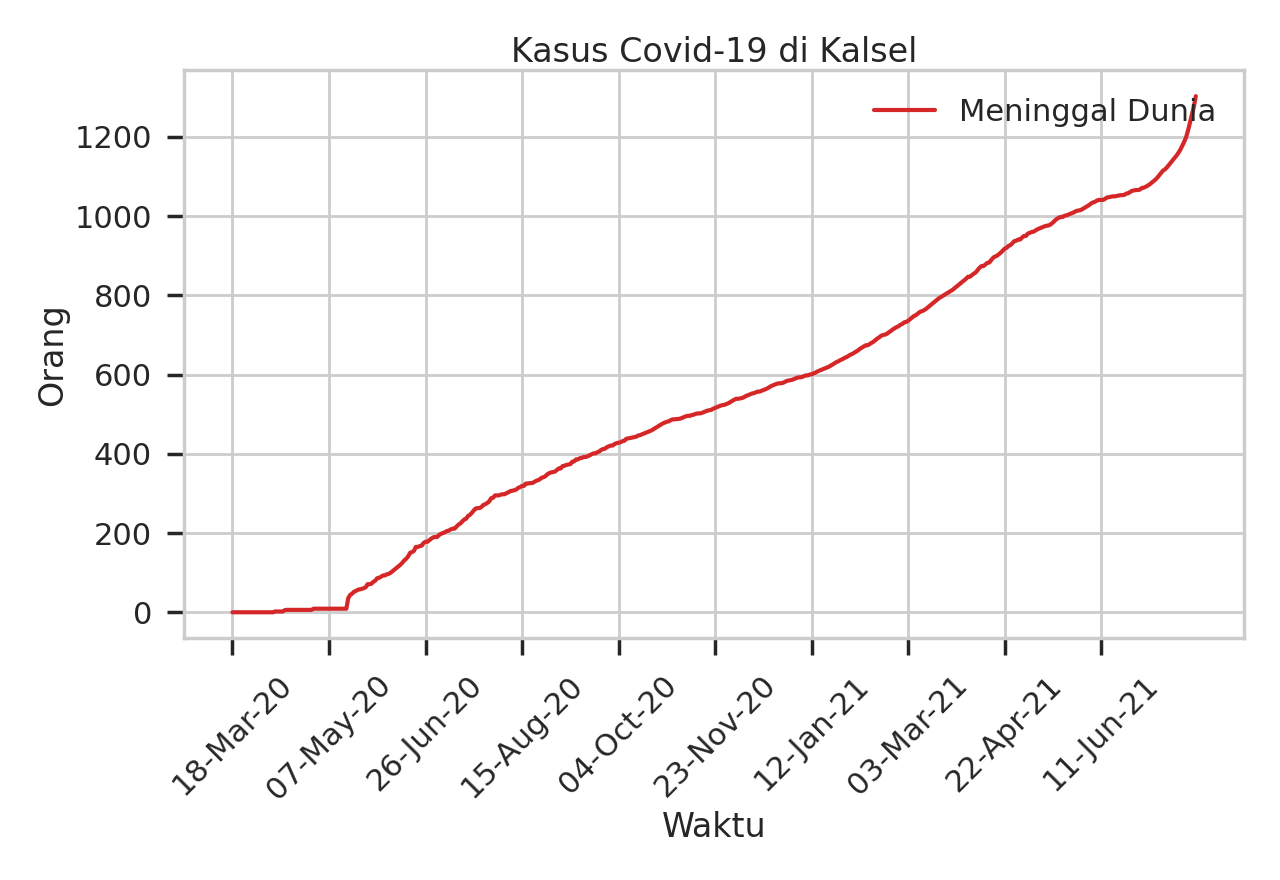 Kasus Covid-19 di Kalsel
Meninggal Dunia
Orang
1200
1000
800
600
400
200
0
18-Mar-20
07-May-20
26-Jun-20
15-Aug-20
04-Oct-20
23-Nov-20
12-Jan-21
03-Mar-21
22-Apr-21
11-Jun-21
Waktu